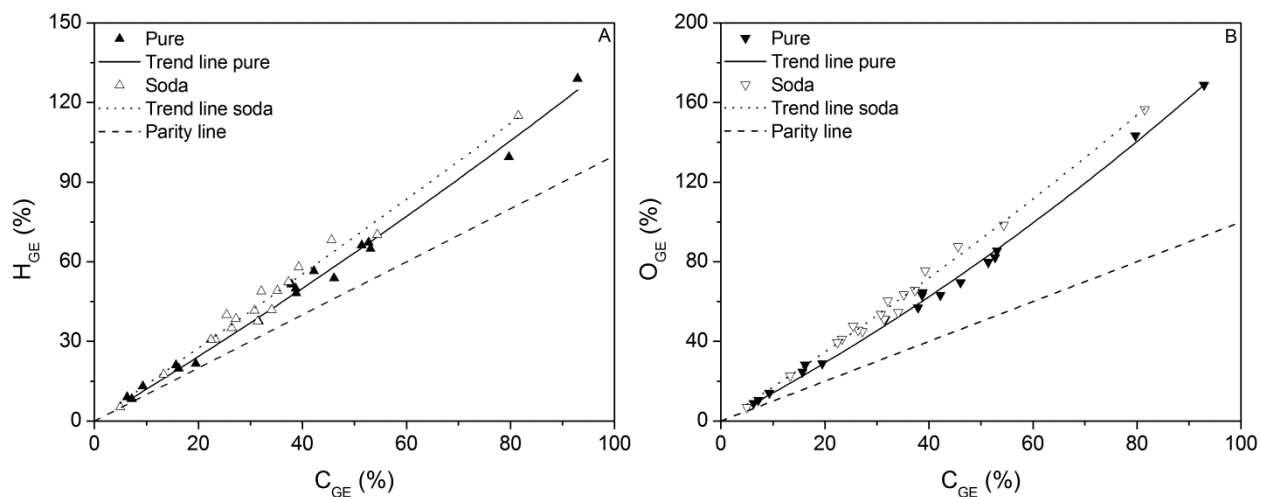 150
120
90
60
30
0
H_GE (%)
A
Pure
Trend line pure
Soda
Trend line soda
Parity line
0 20 40 60 80 100
C_GE (%)
200
160
120
80
40
0
O_GE (%)
B
Pure
Trend line pure
Soda
Trend line soda
Parity line
0 20 40 60 80 100
C_GE (%)